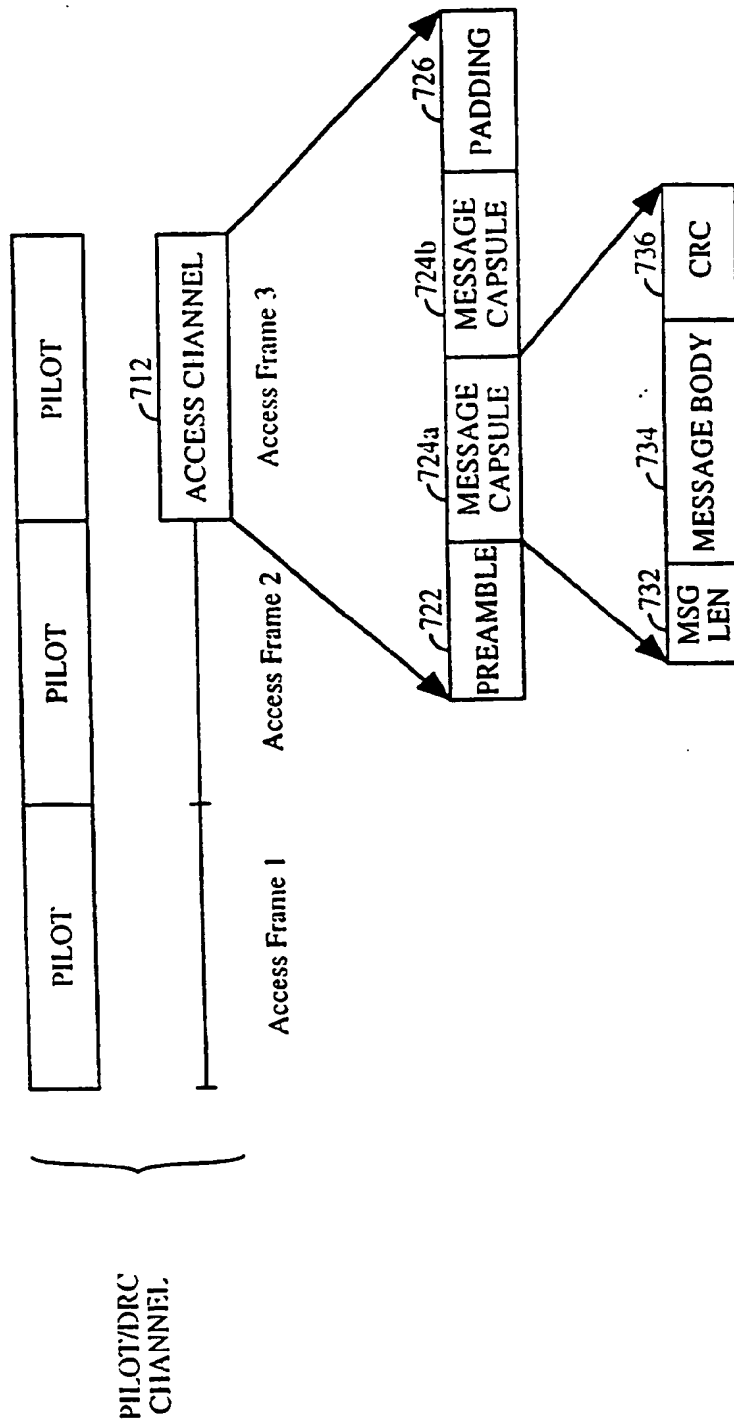 PILOT/DRC
CHANNEL
PILOT
PILOT
PILOT
712
ACCESS CHANNEL
Access Frame 1
Access Frame 2
Access Frame 3
722
724a
724b
726
PREAMBLE
MESSAGE
CAPSULE
MESSAGE
CAPSULE
PADDING
732
734
736
MSG
LEN
MESSAGE BODY
CRC